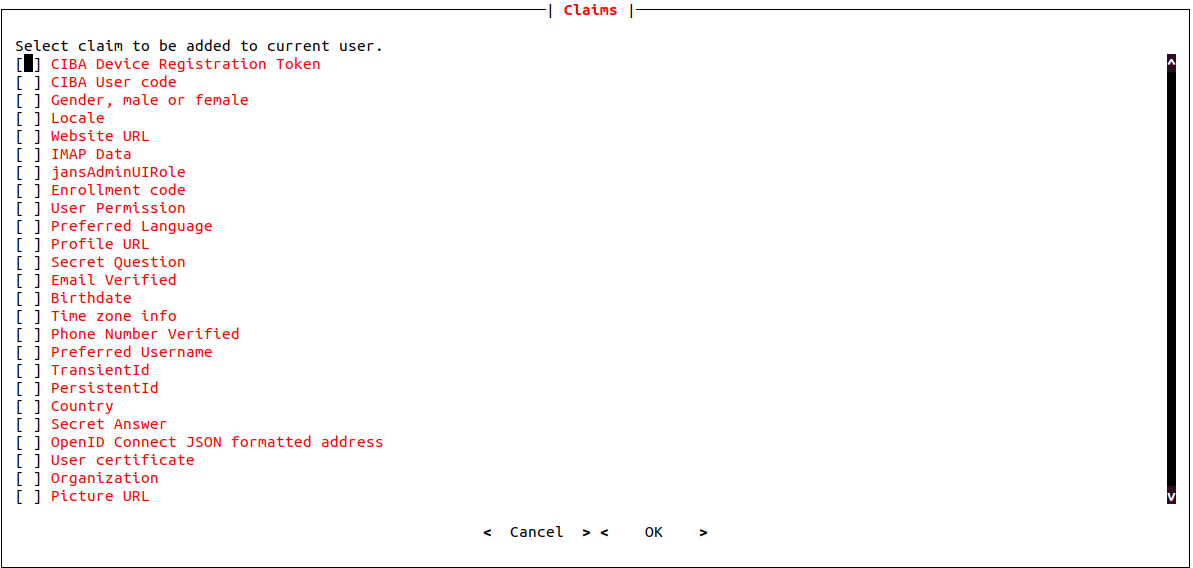 | Claims |
Select claim to be added to current user.
[ ] CIBA Device Registration Token ^
[ ] CIBA User code
[ ] Gender, male or female
[ ] Locale
[ ] Website URL
[ ] IMAP Data
[ ] jansAdminUIRole
[ ] Enrollment code
[ ] User Permission
[ ] Preferred Language
[ ] Profile URL
[ ] Secret Question
[ ] Email Verified
[ ] Birthdate
[ ] Time zone info
[ ] Phone Number Verified
[ ] Preferred Username
[ ] TransientId
[ ] PersistentId
[ ] Country
[ ] Secret Answer
[ ] OpenID Connect JSON formatted address
[ ] User certificate
[ ] Organization
[ ] Picture URL v
< Cancel > < OK >